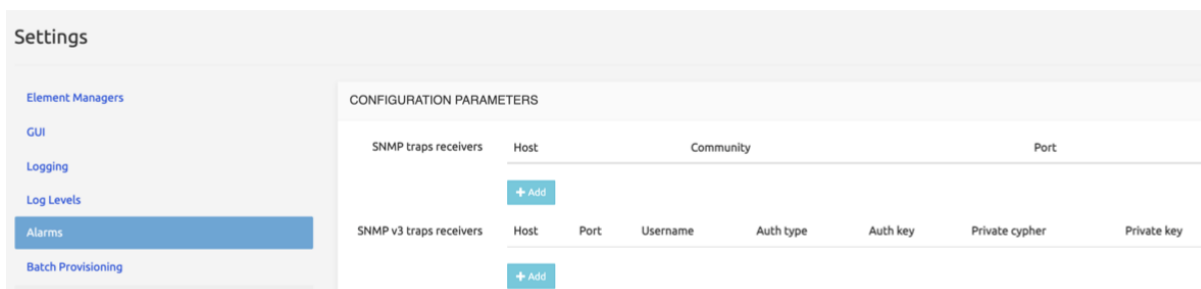 Settings
Element Managers
GUI
Logging
Log Levels
Alarms
Batch Provisioning
CONFIGURATION PARAMETERS
SNMP traps receivers Host Community Port
+ Add
SNMP v3 traps receivers Host Port Username Auth type Auth key Private cypher Private key
+ Add